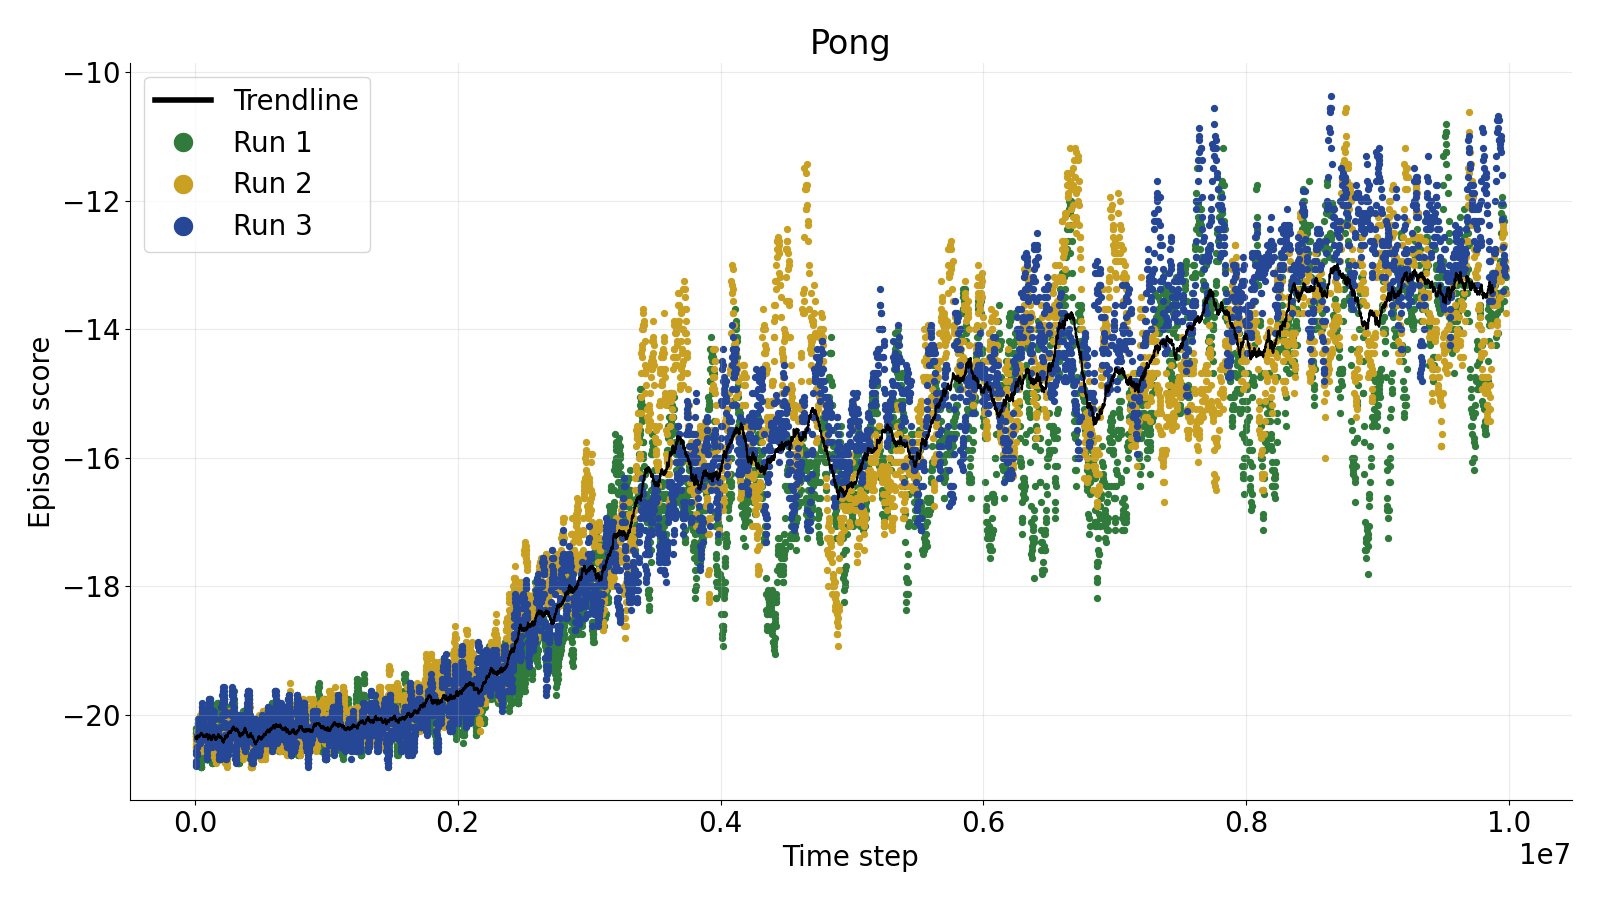 Pong
Trendline
Run 1
Run 2
Run 3
−10
−12
−14
−16
−18
−20
Episode score
0.0 0.2 0.4 0.6 0.8 1.0
1e7
Time step